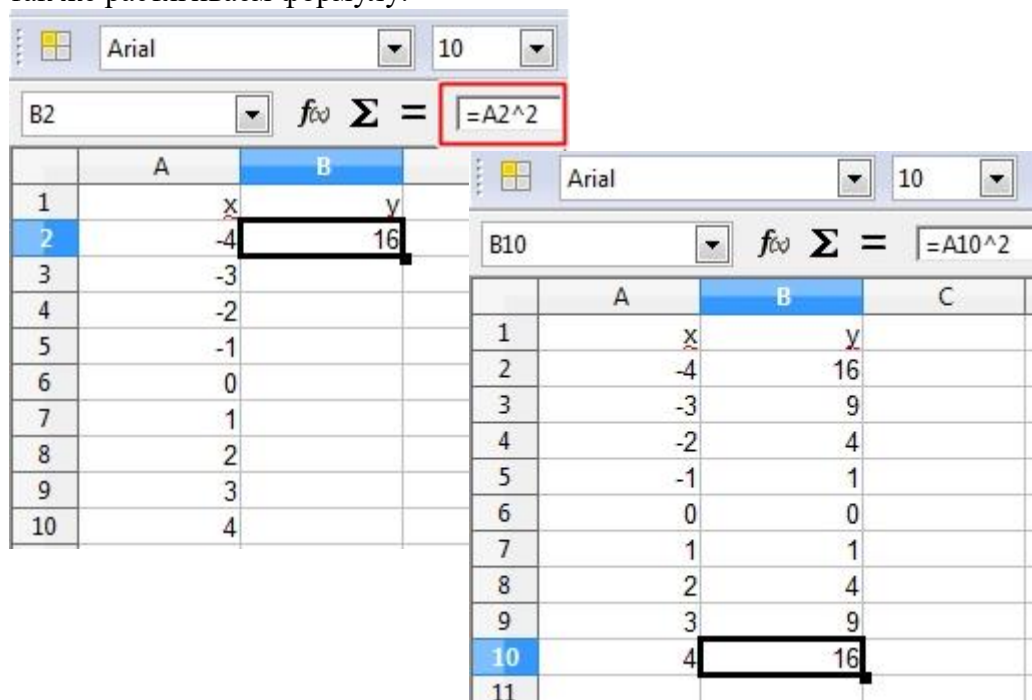 Arial 10
B2 f(x) Σ = =A2^2
A B
1 x y
2 -4 16
3 -3
4 -2
5 -1
6 0
7 1
8 2
9 3
10 4
Arial 10
B10 f(x) Σ = =A10^2
A B C
1 x y
2 -4 16
3 -3 9
4 -2 4
5 -1 1
6 0 0
7 1 1
8 2 4
9 3 9
10 4 16
11